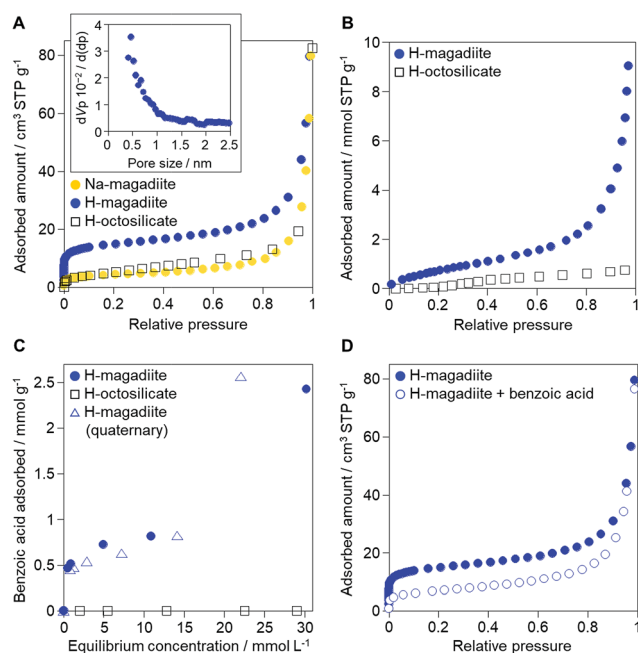 A
Adsorbed amount / cm³ STP g⁻¹
80
60
40
20
0
dVp 10⁻² / d(dp)
4
3
2
1
0
0 0.5 1 1.5 2 2.5
Pore size / nm
Na-magadiite
H-magadiite
H-octosilicate
0 0.2 0.4 0.6 0.8 1
Relative pressure
B
Adsorbed amount / mmol STP g⁻¹
10
8
6
4
2
0
H-magadiite
H-octosilicate
0 0.2 0.4 0.6 0.8 1
Relative pressure
C
Benzoic acid adsorbed / mmol g⁻¹
2.5
2
1.5
1
0.5
0
H-magadiite
H-octosilicate
H-magadiite
(quaternary)
0 5 10 15 20 25 30
Equilibrium concentration / mmol L⁻¹
D
Adsorbed amount / cm³ STP g⁻¹
80
60
40
20
0
H-magadiite
H-magadiite + benzoic acid
0 0.2 0.4 0.6 0.8 1
Relative pressure